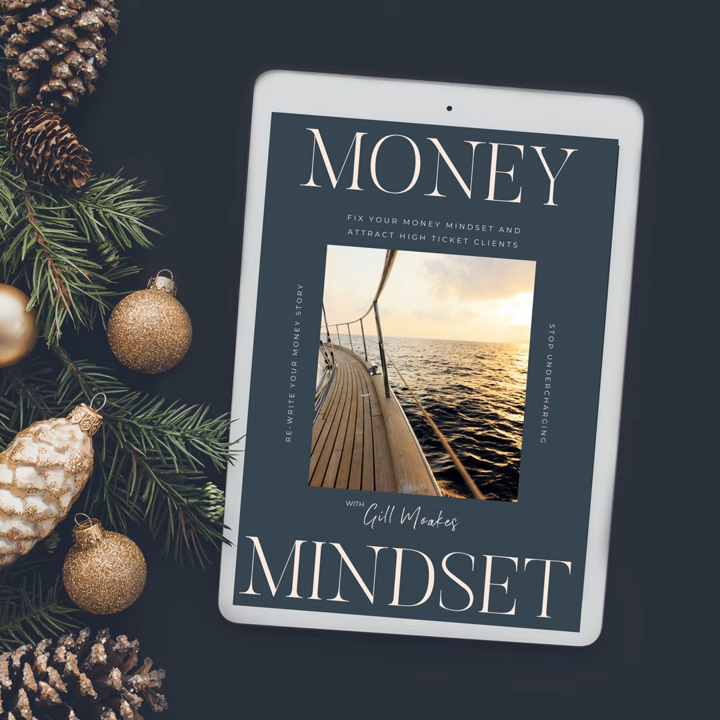 MONEY
FIX YOUR MONEY MINDSET AND
ATTRACT HIGH TICKET CLIENTS
RE-WRITE YOUR MONEY STORY
STOP UNDERCHARGING
WITH Gill Moakes
MINDSET